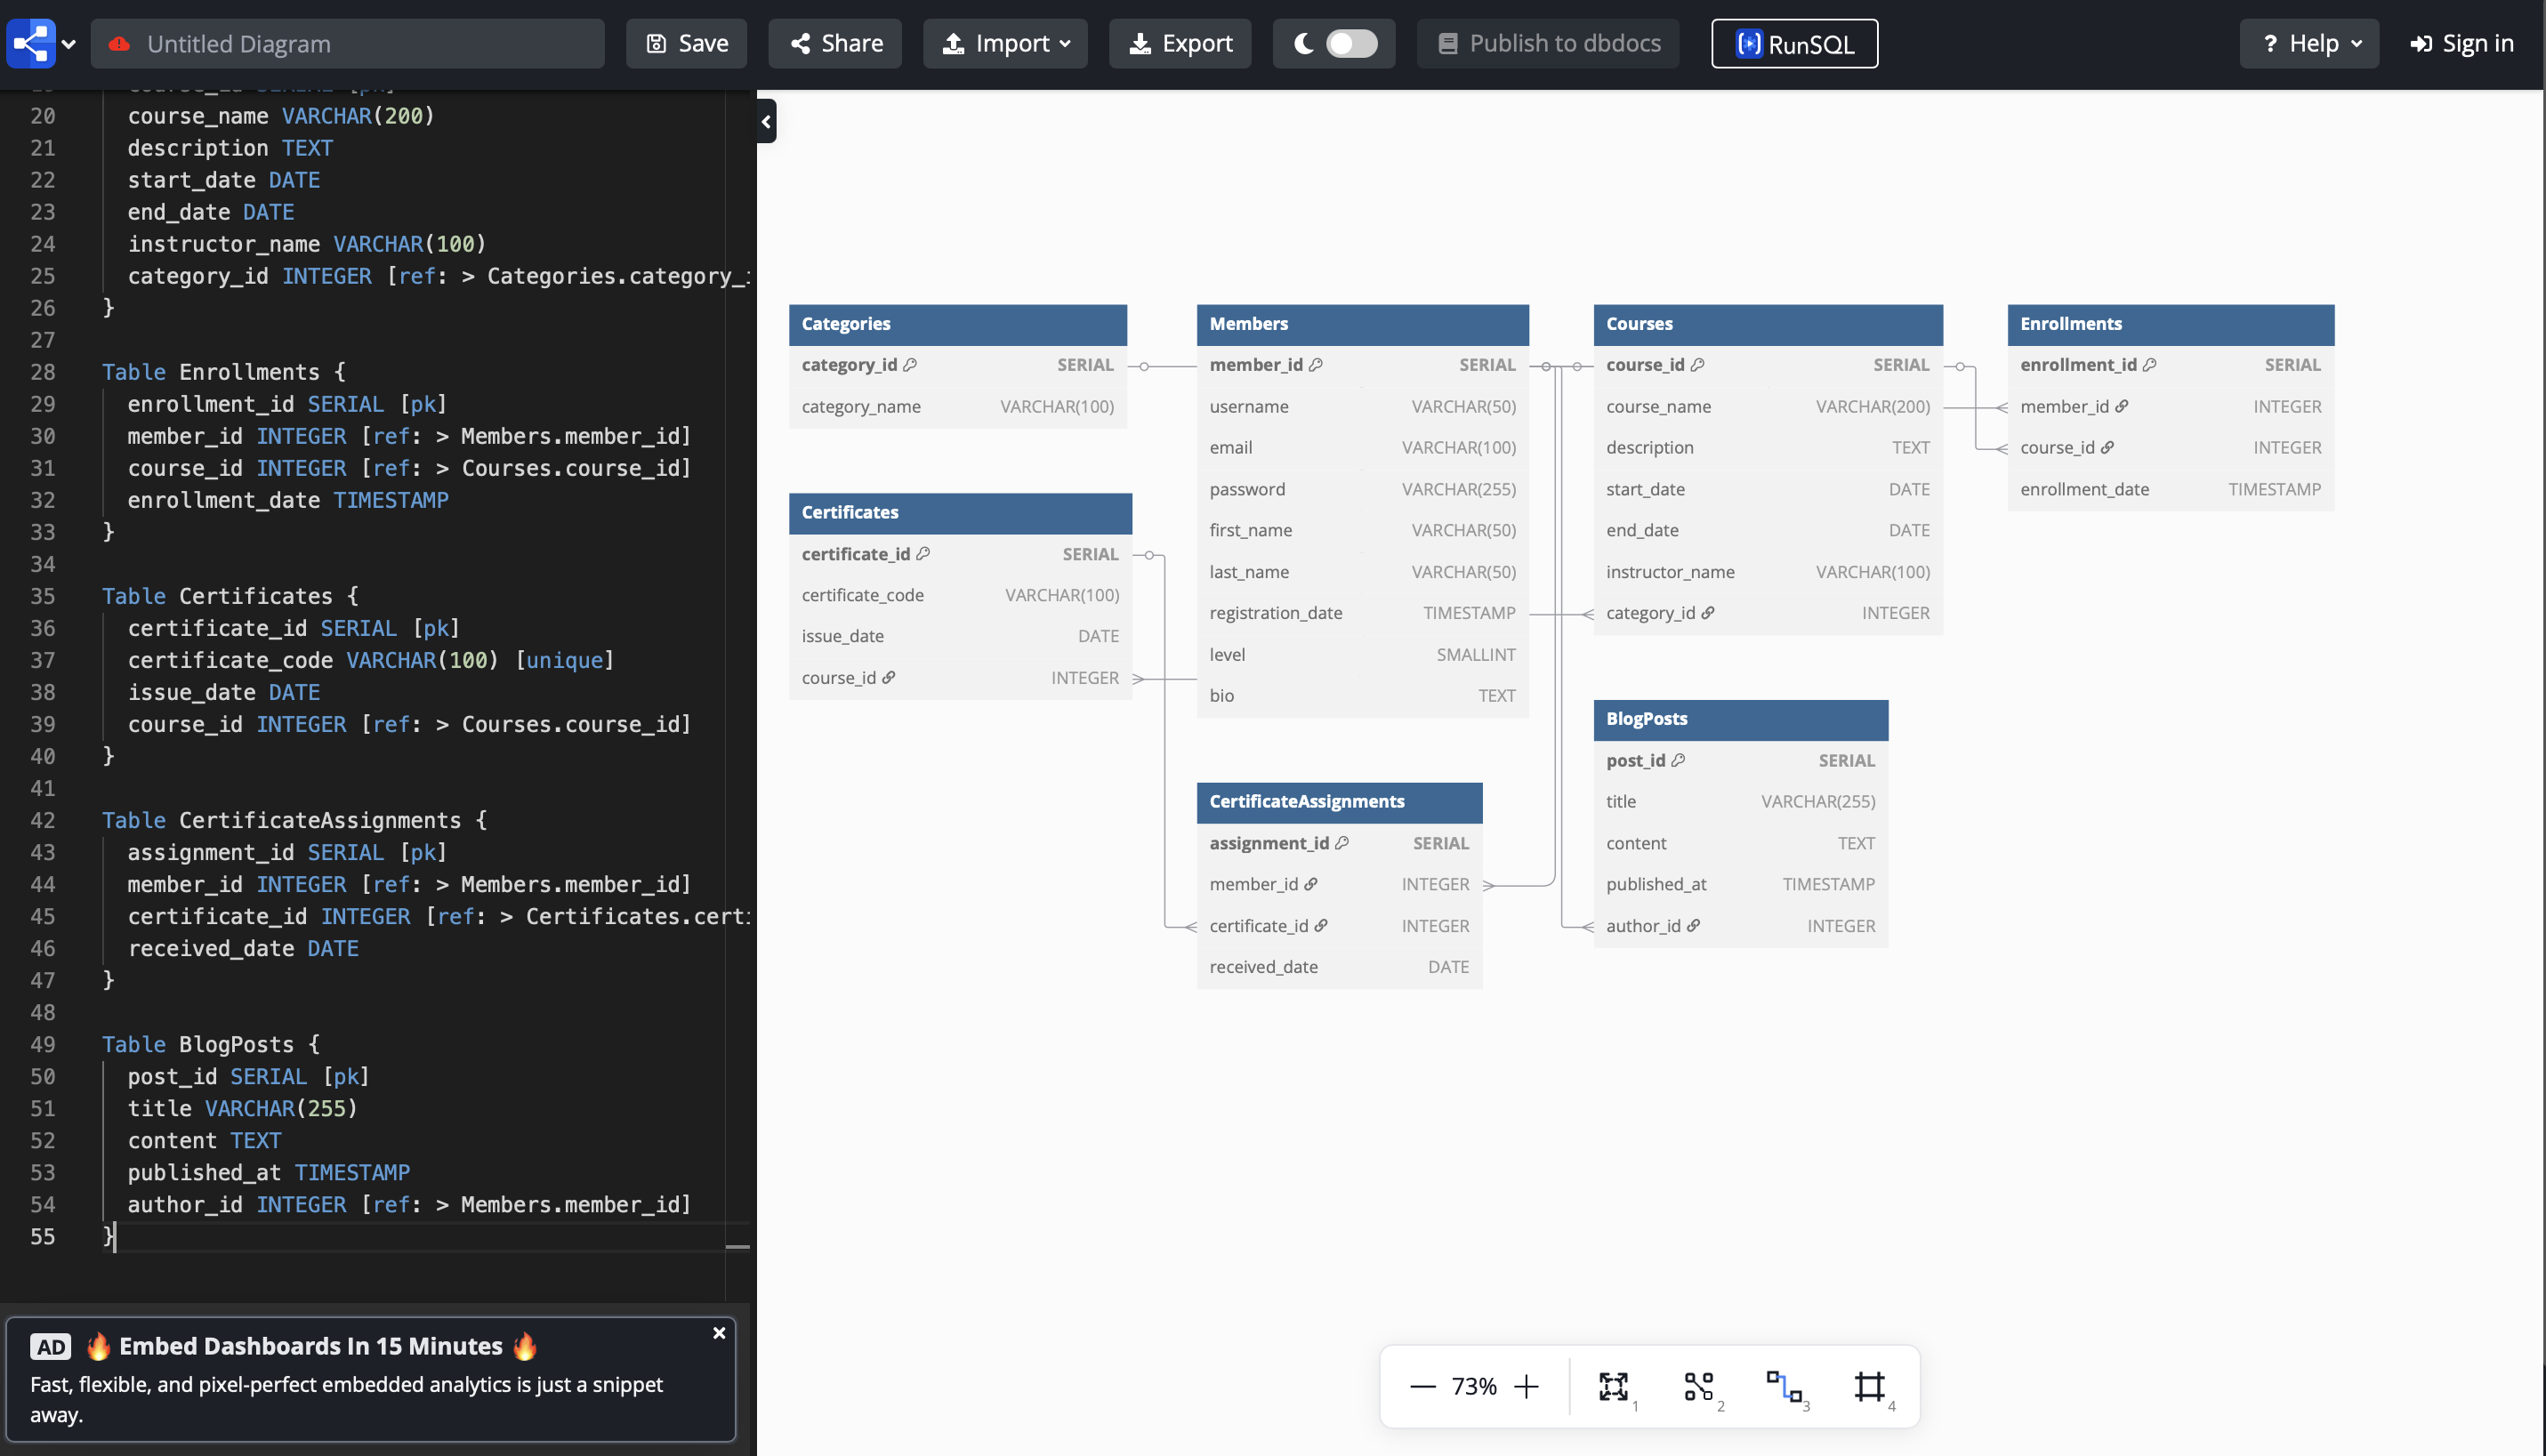 Untitled Diagram
Save
Share
Import
Export
Publish to dbdocs
RunSQL
? Help
Sign in
20 course_name VARCHAR(200)
21 description TEXT
22 start_date DATE
23 end_date DATE
24 instructor_name VARCHAR(100)
25 category_id INTEGER [ref: > Categories.category_
26 }
27
28 Table Enrollments {
29 enrollment_id SERIAL [pk]
30 member_id INTEGER [ref: > Members.member_id]
31 course_id INTEGER [ref: > Courses.course_id]
32 enrollment_date TIMESTAMP
33 }
34
35 Table Certificates {
36 certificate_id SERIAL [pk]
37 certificate_code VARCHAR(100) [unique]
38 issue_date DATE
39 course_id INTEGER [ref: > Courses.course_id]
40 }
41
42 Table CertificateAssignments {
43 assignment_id SERIAL [pk]
44 member_id INTEGER [ref: > Members.member_id]
45 certificate_id INTEGER [ref: > Certificates.cert
46 received_date DATE
47 }
48
49 Table BlogPosts {
50 post_id SERIAL [pk]
51 title VARCHAR(255)
52 content TEXT
53 published_at TIMESTAMP
54 author_id INTEGER [ref: > Members.member_id]
55 }
AD 🔥 Embed Dashboards In 15 Minutes 🔥
Fast, flexible, and pixel-perfect embedded analytics is just a snippet
away.
Categories
category_id SERIAL
category_name VARCHAR(100)
Certificates
certificate_id SERIAL
certificate_code VARCHAR(100)
issue_date DATE
course_id INTEGER
Members
member_id SERIAL
username VARCHAR(50)
email VARCHAR(100)
password VARCHAR(255)
first_name VARCHAR(50)
last_name VARCHAR(50)
registration_date TIMESTAMP
level SMALLINT
bio TEXT
CertificateAssignments
assignment_id SERIAL
member_id INTEGER
certificate_id INTEGER
received_date DATE
Courses
course_id SERIAL
course_name VARCHAR(200)
description TEXT
start_date DATE
end_date DATE
instructor_name VARCHAR(100)
category_id INTEGER
BlogPosts
post_id SERIAL
title VARCHAR(255)
content TEXT
published_at TIMESTAMP
author_id INTEGER
Enrollments
enrollment_id SERIAL
member_id INTEGER
course_id INTEGER
enrollment_date TIMESTAMP
73%
1
2
3
4